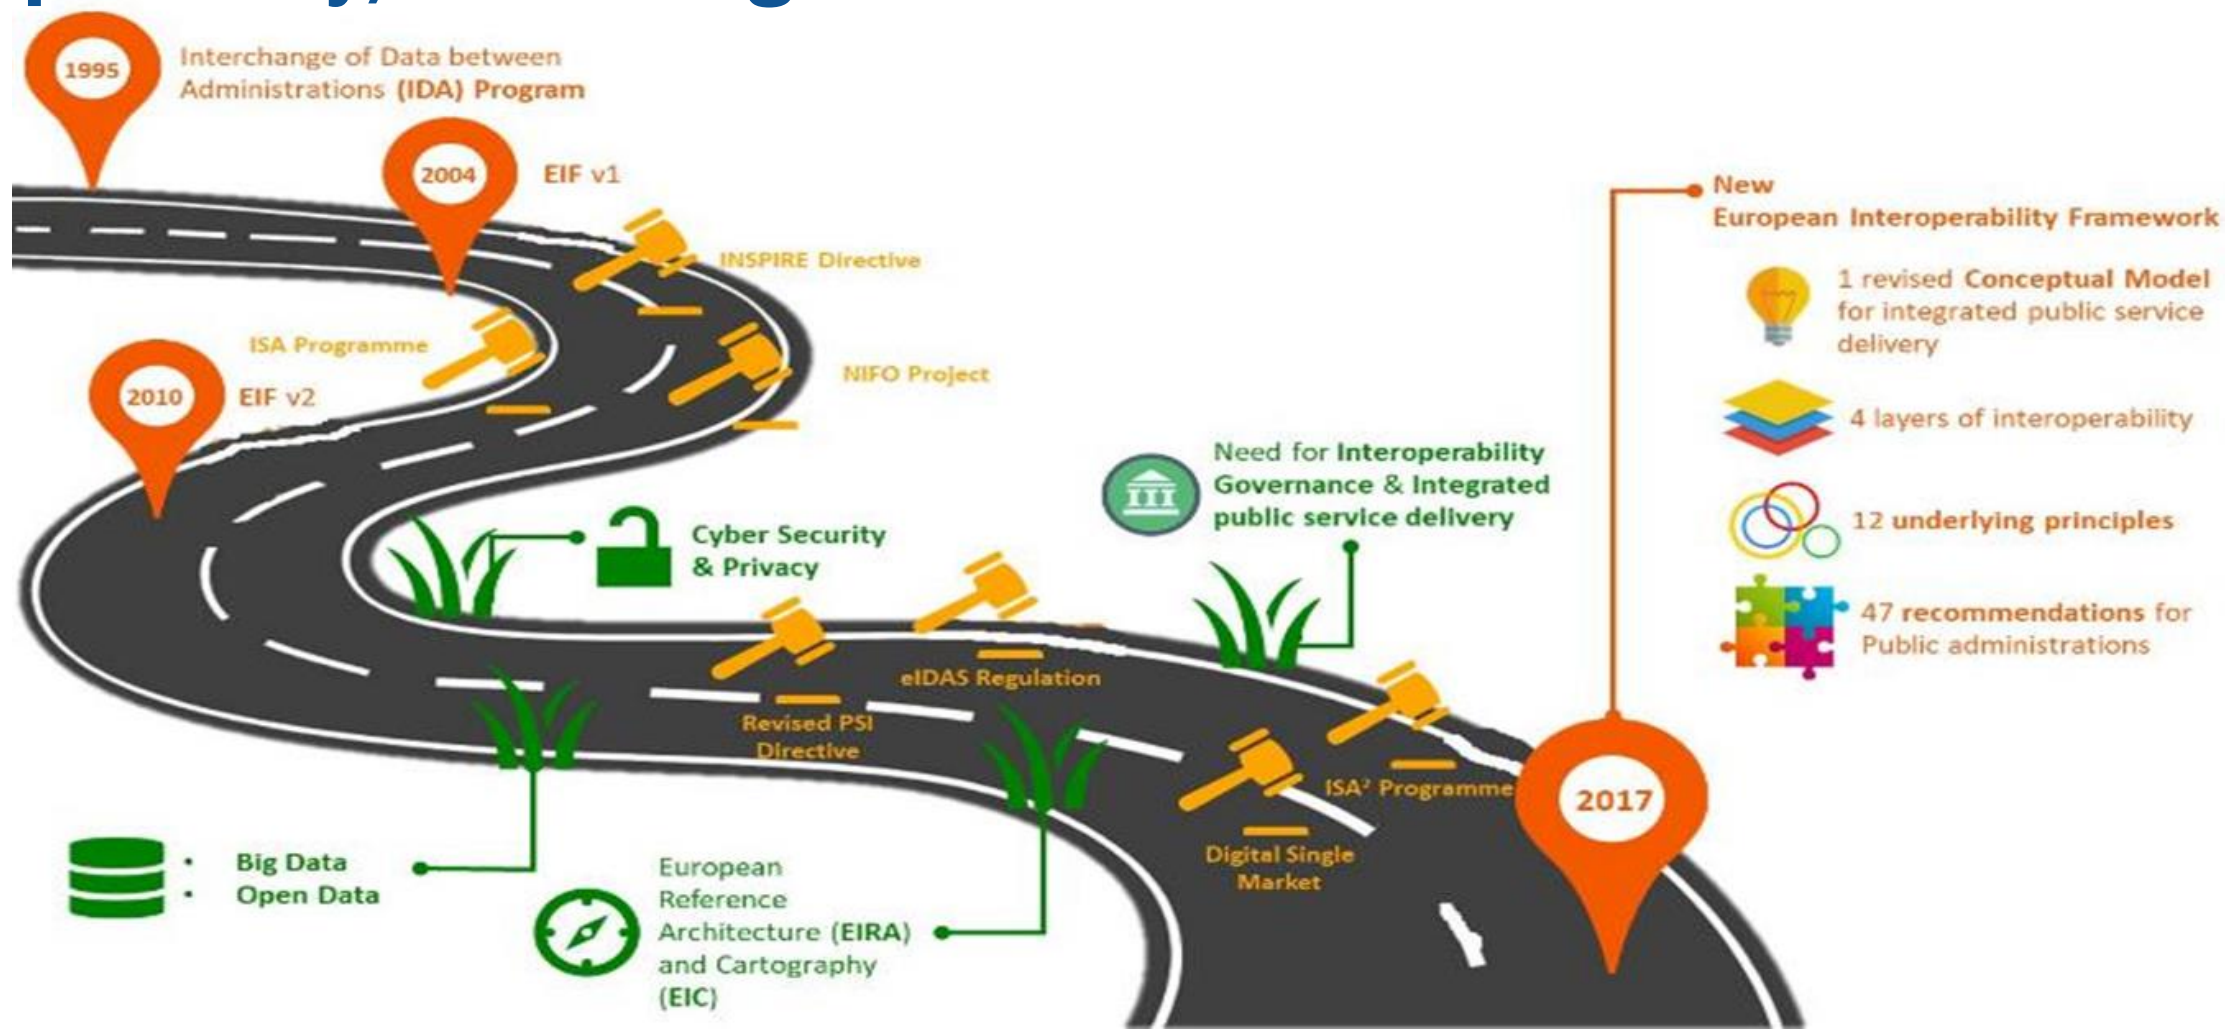 1995
Interchange of Data between
Administrations (IDA) Program
2004
EIF v1
INSPIRE Directive
ISA Programme
NIFO Project
2010
EIF v2
Cyber Security
& Privacy
Need for Interoperability
Governance & Integrated
public service delivery
eIDAS Regulation
Revised PSI
Directive
• Big Data
• Open Data
European
Reference
Architecture (EIRA)
and Cartography
(EIC)
ISA² Programme
Digital Single
Market
2017
New
European Interoperability Framework
1 revised Conceptual Model
for integrated public service
delivery
4 layers of interoperability
12 underlying principles
47 recommendations for
Public administrations